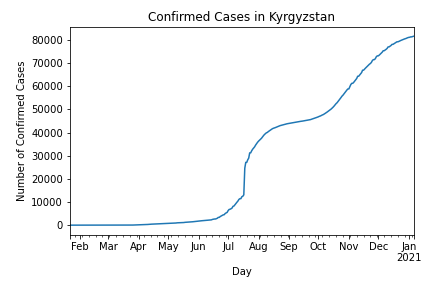 Confirmed Cases in Kyrgyzstan
80000
70000
60000
50000
40000
30000
20000
10000
0
Number of Confirmed Cases
Feb Mar Apr May Jun Jul Aug Sep Oct Nov Dec Jan
2021
Day